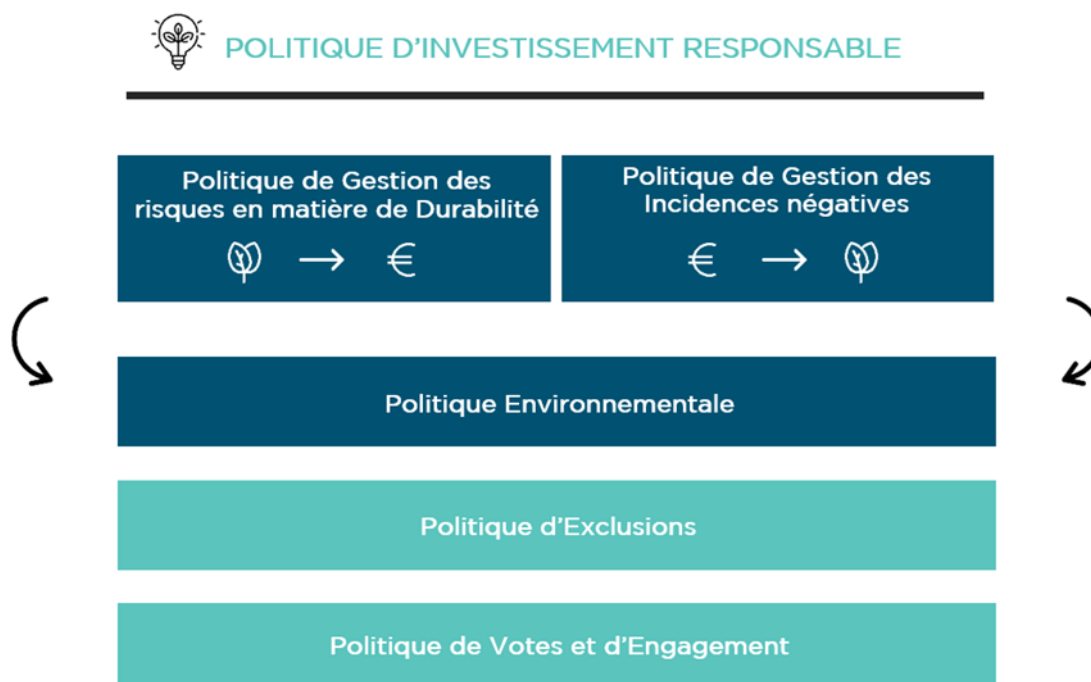 POLITIQUE D'INVESTISSEMENT RESPONSABLE
Politique de Gestion des
risques en matière de Durabilité
€
Politique de Gestion des
Incidences négatives
€
Politique Environnementale
Politique d'Exclusions
Politique de Votes et d'Engagement